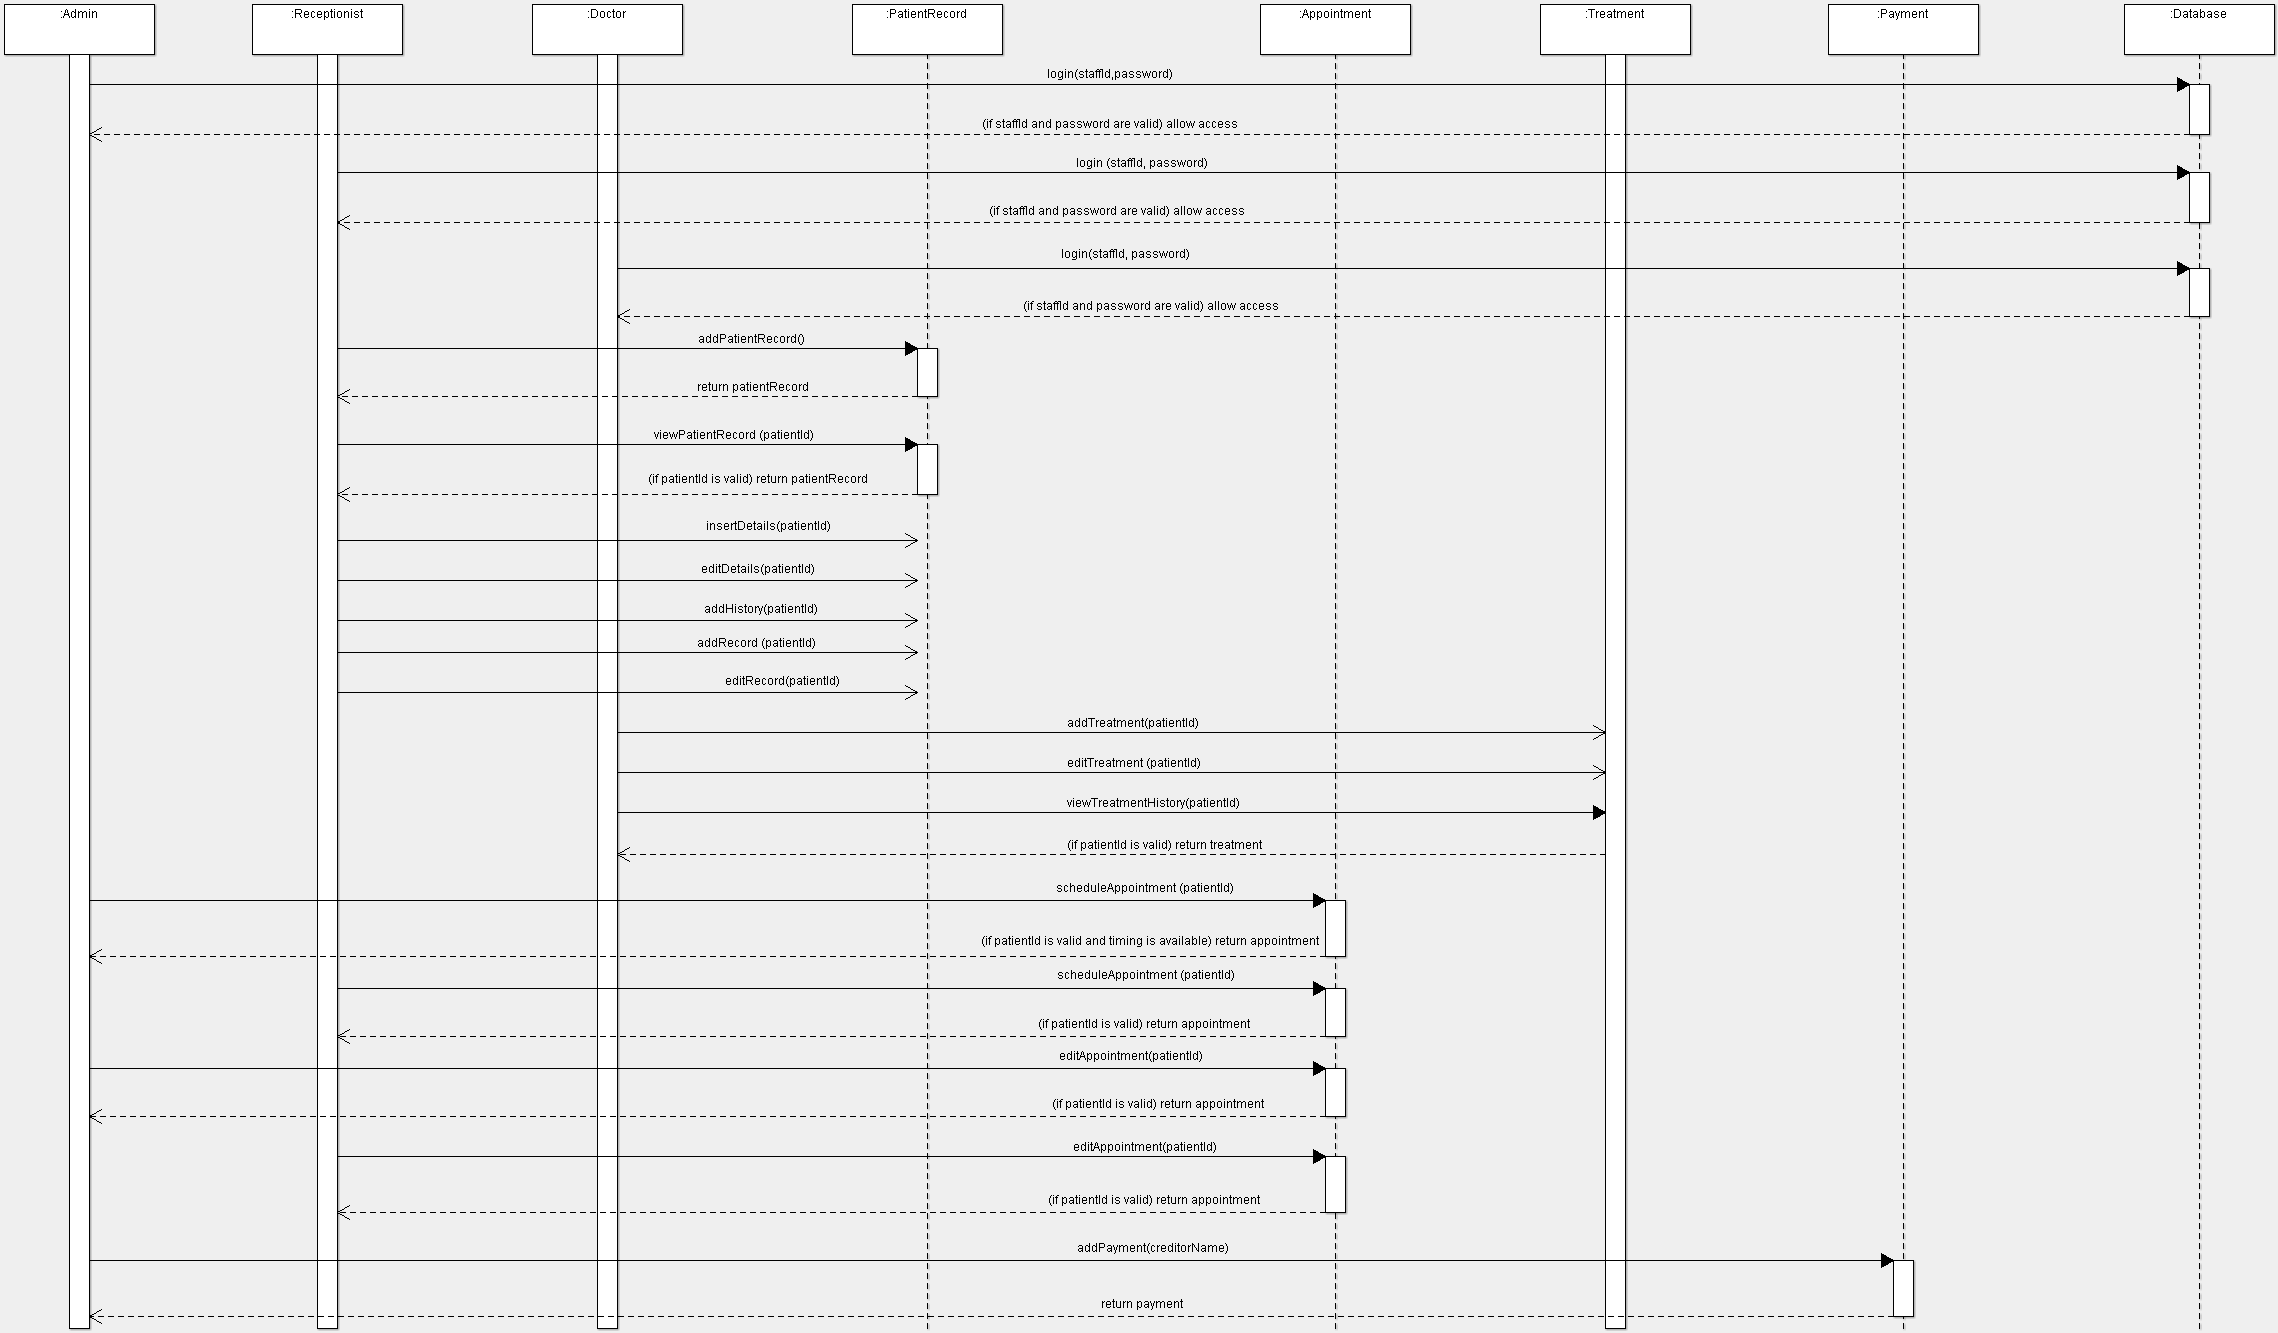 :Admin
:Receptionist
:Doctor
:PatientRecord
:Appointment
:Treatment
:Payment
:Database
login(staffId,password)
(if staffId and password are valid) allow access
login (staffId, password)
(if staffId and password are valid) allow access
login(staffId, password)
(if staffId and password are valid) allow access
addPatientRecord()
return patientRecord
viewPatientRecord (patientId)
(if patientId is valid) return patientRecord
insertDetails(patientId)
editDetails(patientId)
addHistory(patientId)
addRecord (patientId)
editRecord(patientId)
addTreatment(patientId)
editTreatment (patientId)
viewTreatmentHistory(patientId)
(if patientId is valid) return treatment
scheduleAppointment (patientId)
(if patientId is valid and timing is available) return appointment
scheduleAppointment (patientId)
(if patientId is valid) return appointment
editAppointment(patientId)
(if patientId is valid) return appointment
editAppointment(patientId)
(if patientId is valid) return appointment
addPayment(creditorName)
return payment